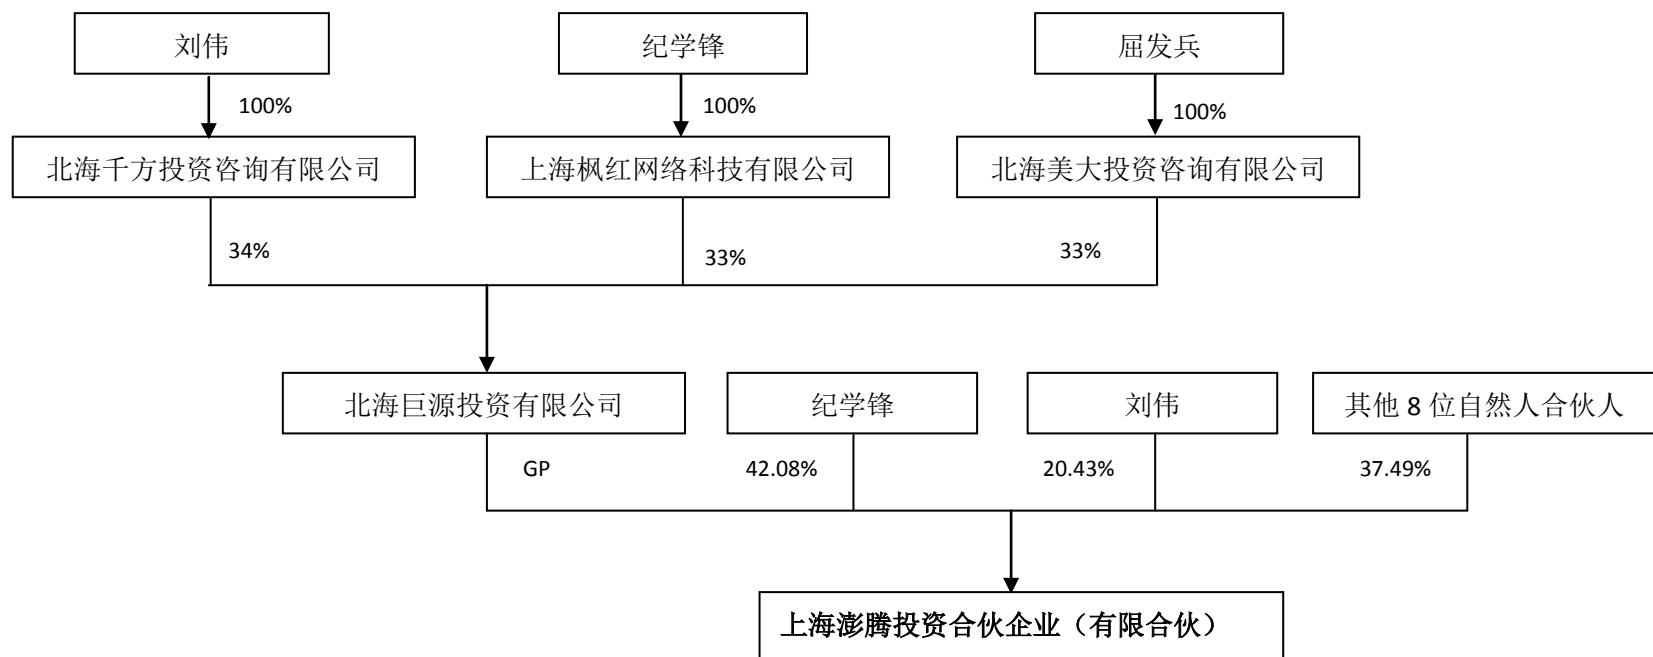 刘伟
纪学锋
屈发兵
100%
100%
100%
北海千方投资咨询有限公司
上海枫红网络科技有限公司
北海美大投资咨询有限公司
34%
33%
33%
北海巨源投资有限公司
纪学锋
刘伟
其他 8 位自然人合伙人
GP
42.08%
20.43%
37.49%
上海澎腾投资合伙企业（有限合伙）